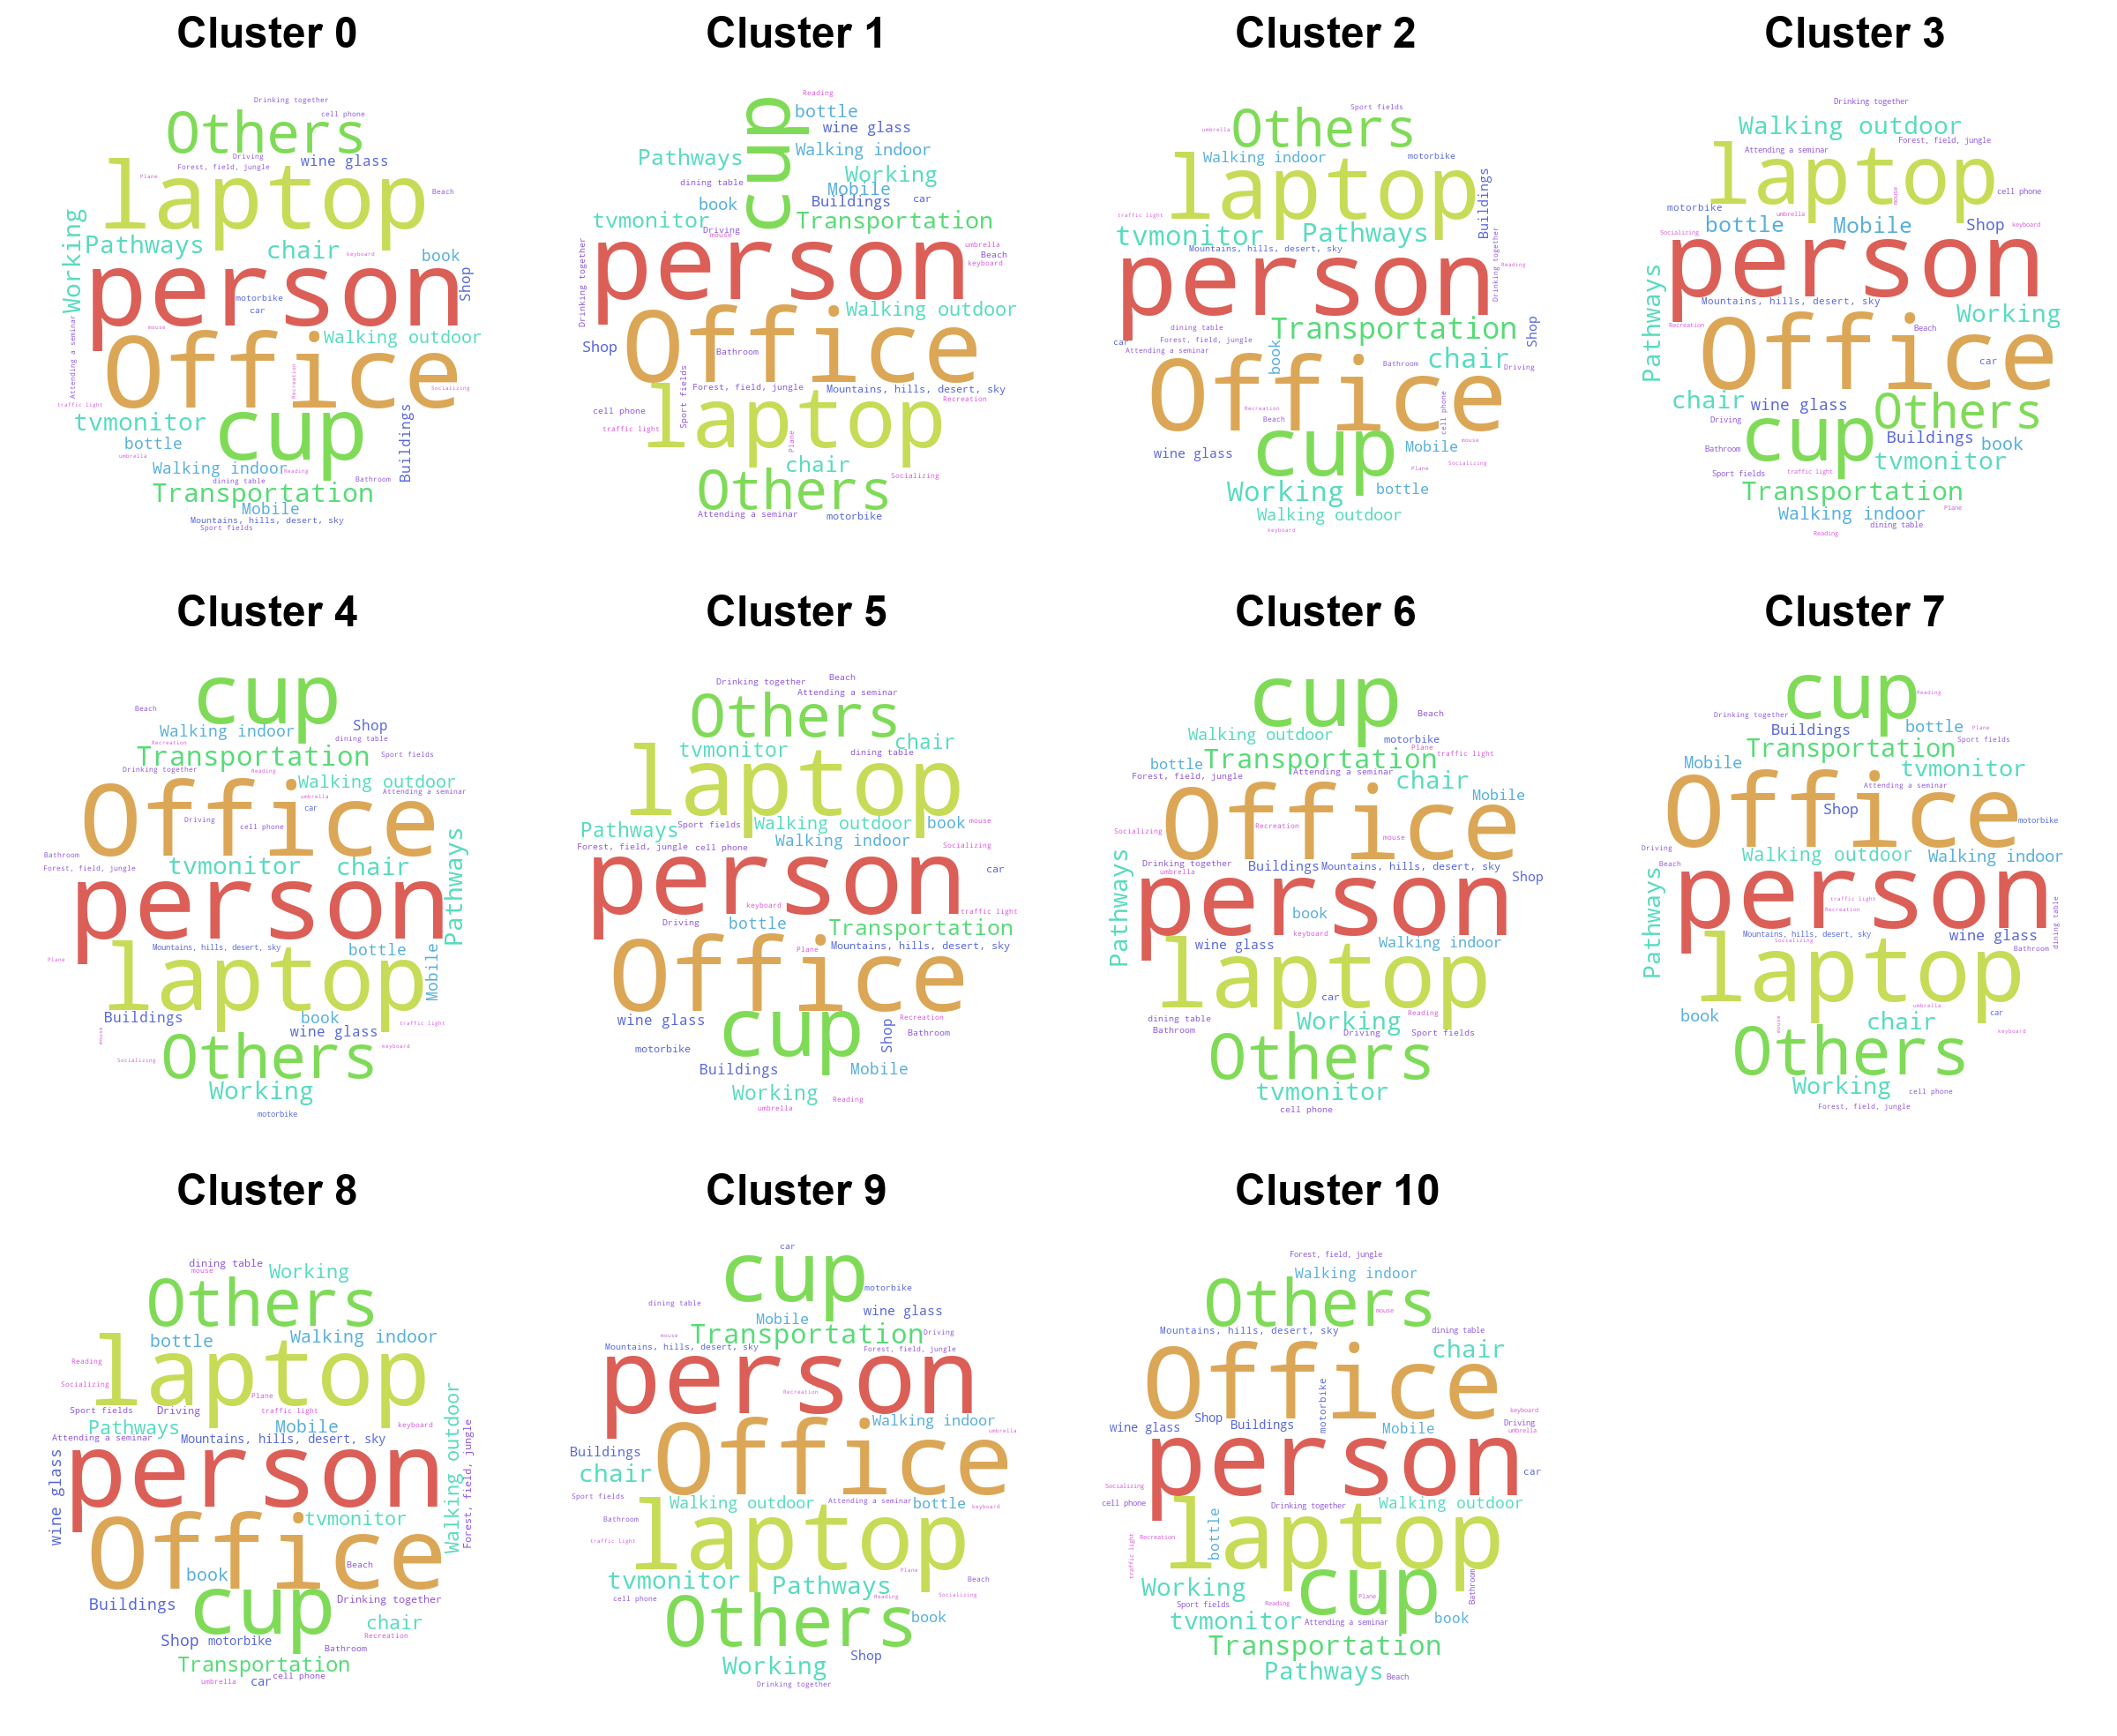 Cluster 0
Drinking together
cell phone
Others
Driving
wine glass
Forest, field, jungle
Plane
laptop
Beach
Working
Pathways
chair
keyboard
book
person
Shop
motorbike
car
mouse
Walking outdoor
Attending a seminar
Office
Recreation
Socializing
traffic light
tvmonitor
cup
Buildings
bottle
umbrella
Walking indoor
Reading
dining table
Bathroom
Transportation
Mobile
Mountains, hills, desert, sky
Sport fields
Cluster 1
Reading
cup
bottle
wine glass
Pathways
Walking indoor
Working
dining table
Mobile
book
Buildings
car
tvmonitor
Transportation
Driving
mouse
umbrella
Beach
keyboard
Drinking together
person
Walking outdoor
Office
Shop
Bathroom
Forest, field, jungle
Mountains, hills, desert, sky
Sport fields
Recreation
cell phone
traffic light
laptop
Plane
chair
Others
Socializing
Attending a seminar
motorbike
Cluster 2
Sport fields
umbrella
Others
Walking indoor
motorbike
laptop
Buildings
traffic light
tvmonitor
Pathways
Mountains, hills, desert, sky
Drinking together
person
Reading
dining table
Transportation
Shop
car
Forest, field, jungle
Attending a seminar
book
chair
Bathroom
Driving
Office
Recreation
Beach
cell phone
wine glass
cup
Mobile
mouse
Socializing
Plane
Working
bottle
Walking outdoor
keyboard
Cluster 3
Drinking together
Walking outdoor
Forest, field, jungle
Attending a seminar
laptop
cell phone
mouse
motorbike
umbrella
bottle
Mobile
Shop
keyboard
Socializing
person
Pathways
Mountains, hills, desert, sky
Working
Recreation
Office
Beach
car
chair
wine glass
Others
Driving
cup
Buildings
Bathroom
book
tvmonitor
Sport fields
traffic light
Transportation
Walking indoor
Plane
dining table
Reading
Cluster 4
cup
Beach
Walking indoor
Shop
Recreation
dining table
Transportation
Sport fields
Drinking together
Reading
Walking outdoor
Attending a seminar
umbrella
Office
car
Driving
cell phone
Pathways
Bathroom
Forest, field, jungle
tvmonitor
chair
person
Mountains, hills, desert, sky
bottle
Mobile
Plane
laptop
Buildings
book
wine glass
traffic light
mouse
Others
Socializing
keyboard
Working
motorbike
Cluster 5
Drinking together
Beach
Attending a seminar
Others
tvmonitor
chair
dining table
laptop
Pathways
Sport fields
Walking outdoor
book
mouse
Walking indoor
Forest, field, jungle
cell phone
Socializing
person
car
keyboard
traffic light
Driving
bottle
Transportation
Plane
Mountains, hills, desert, sky
Office
wine glass
cup
Shop
Recreation
Bathroom
motorbike
Buildings
Mobile
Working
Reading
umbrella
Cluster 6
cup
Beach
Walking outdoor
motorbike
Plane
traffic light
bottle
Transportation
Forest, field, jungle
Attending a seminar
chair
Office
Mobile
Socializing
Recreation
mouse
Pathways
Drinking together
umbrella
Buildings
Mountains, hills, desert, sky
Shop
person
book
keyboard
wine glass
Walking indoor
laptop
car
dining table
Bathroom
Working
Reading
Driving
Sport fields
Others
tvmonitor
cell phone
Cluster 7
cup
Reading
Drinking together
Buildings
bottle
Plane
Sport fields
Transportation
Mobile
tvmonitor
Attending a seminar
Office
Shop
motorbike
Driving
Walking outdoor
Walking indoor
Beach
Pathways
person
traffic light
Recreation
dining table
Mountains, hills, desert, sky
Socializing
wine glass
Bathroom
laptop
umbrella
car
book
mouse
chair
keyboard
Others
Working
cell phone
Forest, field, jungle
Cluster 8
dining table
mouse
Working
Others
bottle
Walking indoor
laptop
Reading
Socializing
Plane
Sport fields
Driving
traffic light
Walking outdoor
Pathways
Mobile
keyboard
Attending a seminar
Mountains, hills, desert, sky
Forest, field, jungle
wine glass
person
tvmonitor
Office
Beach
book
Buildings
cup
Drinking together
chair
Recreation
Shop
motorbike
Bathroom
Transportation
cell phone
umbrella
car
Cluster 9
car
cup
motorbike
dining table
wine glass
Mobile
mouse
Transportation
Driving
Mountains, hills, desert, sky
Forest, field, jungle
person
Recreation
Walking indoor
umbrella
Buildings
Office
chair
Sport fields
Walking outdoor
Attending a seminar
bottle
keyboard
Bathroom
traffic light
laptop
Plane
tvmonitor
Pathways
Beach
cell phone
Reading
Socializing
Others
book
Shop
Working
Drinking together
Cluster 10
Forest, field, jungle
Walking indoor
Others
mouse
Mountains, hills, desert, sky
dining table
chair
Office
motorbike
keyboard
wine glass
Shop
Buildings
Mobile
Driving
umbrella
person
car
Socializing
cell phone
Drinking together
Walking outdoor
traffic light
Recreation
bottle
laptop
Working
cup
Plane
Bathroom
Sport fields
Reading
tvmonitor
Attending a seminar
book
Transportation
Pathways
Beach